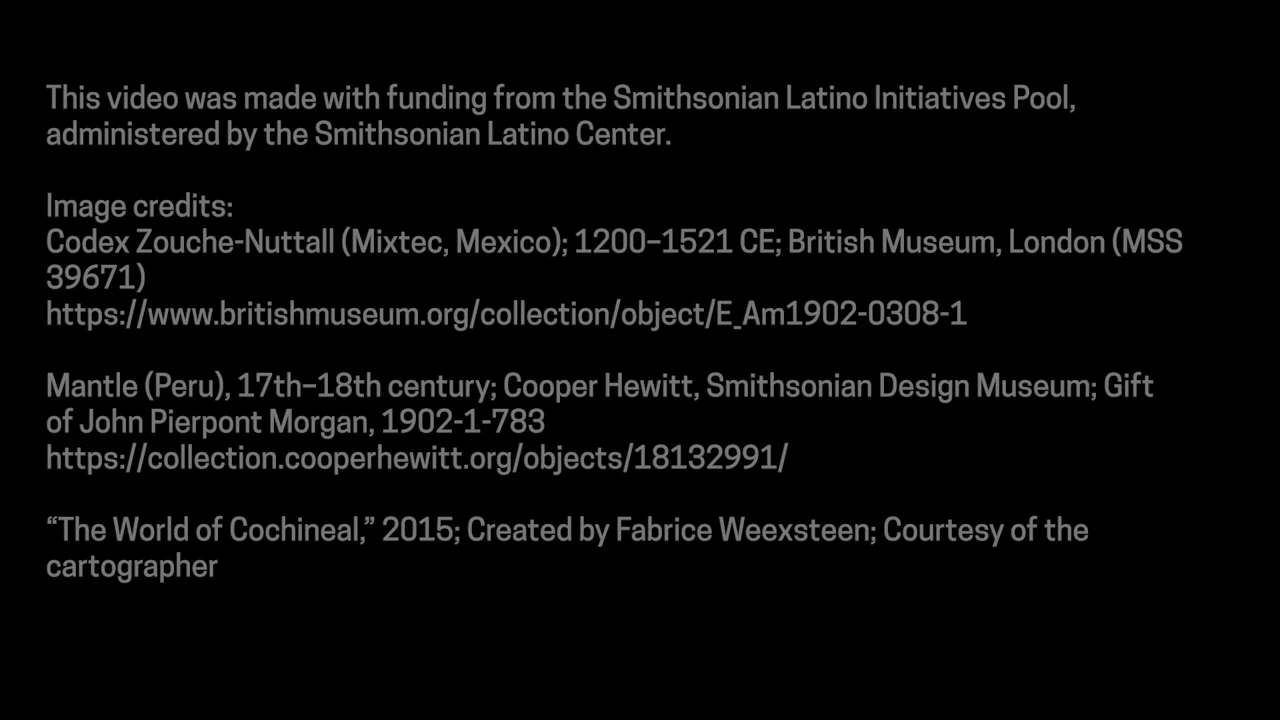 This video was made with funding from the Smithsonian Latino Initiatives Pool,
administered by the Smithsonian Latino Center.
Image credits:
Codex Zouche-Nuttall (Mixtec, Mexico); 1200–1521 CE; British Museum, London (MSS
39671)
https://www.britishmuseum.org/collection/object/E_Am1902-0308-1
Mantle (Peru), 17th–18th century; Cooper Hewitt, Smithsonian Design Museum; Gift
of John Pierpont Morgan, 1902-1-783
https://collection.cooperhewitt.org/objects/18132991/
“The World of Cochineal,” 2015; Created by Fabrice Weexsteen; Courtesy of the
cartographer